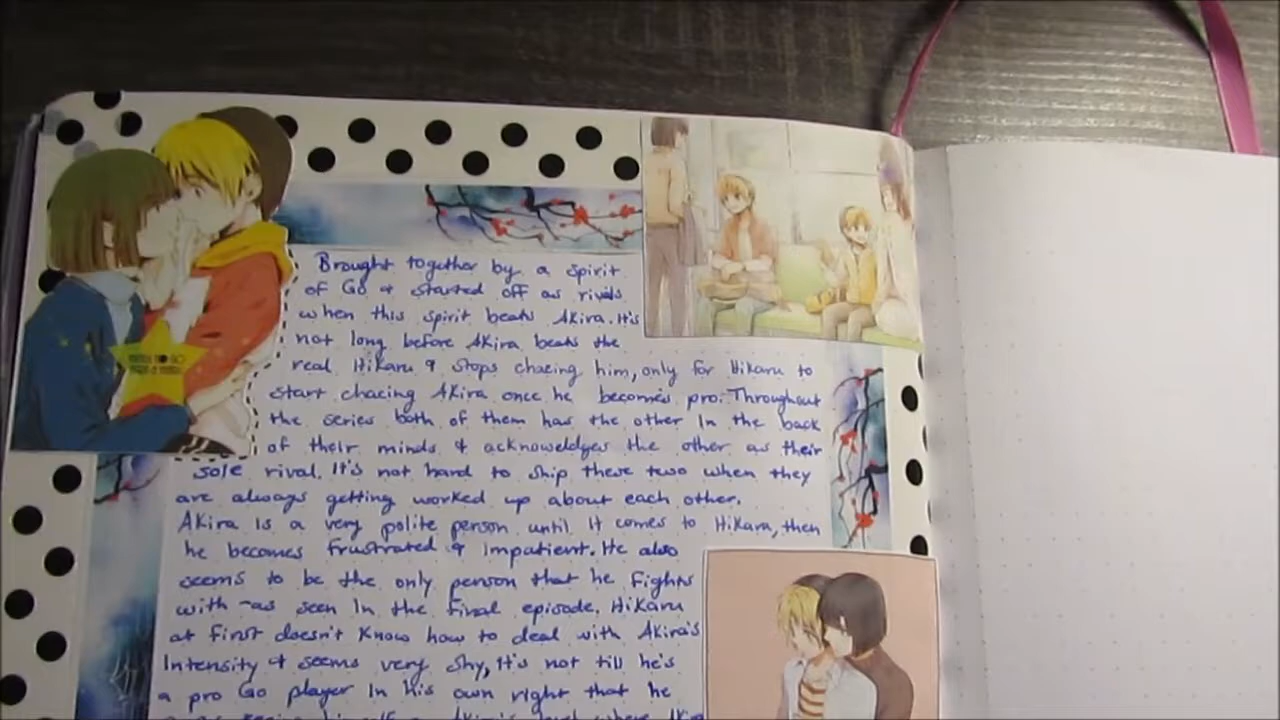 Brought together by a spirit
of Go & started off as rivals
when this spirit beats Akira. It's
not long before Akira beats the
real Hikaru & stops chacing him, only for Hikaru to
start chacing Akira once he becomes pro. Throughout
the series both of them has the other in the back
of their minds & acknoweldges the other as their
sole rival. It's not hard to ship these two when they
are always getting worked up about each other.
Akira is a very polite person until it comes to Hikaru, then
he becomes frustrated & impatient. He also
seems to be the only person that he fights
with - as seen in the final episode. Hikaru
at first doesn't know how to deal with Akira's
intensity & seems very shy, it's not till he's
a pro Go player in his own right that he